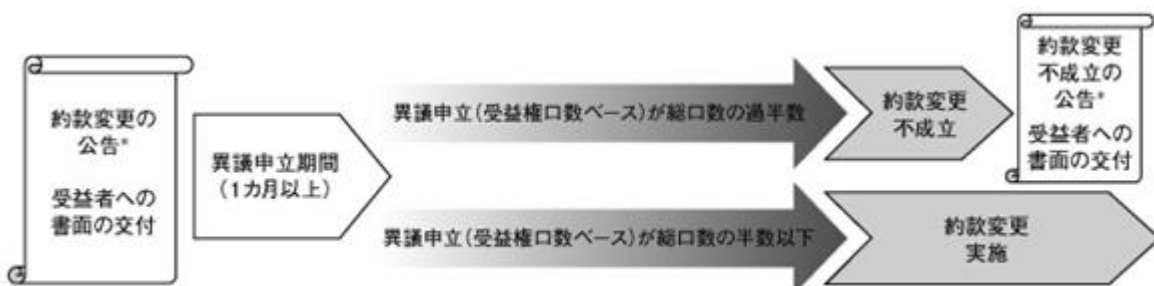 約款変更の
公告*
受益者への
書面の交付
異議申立期間
(1カ月以上)
異議申立(受益権口数ベース)が総口数の過半数
約款変更
不成立
約款変更
不成立の
公告*
受益者への
書面の交付
異議申立(受益権口数ベース)が総口数の半数以下
約款変更
実施